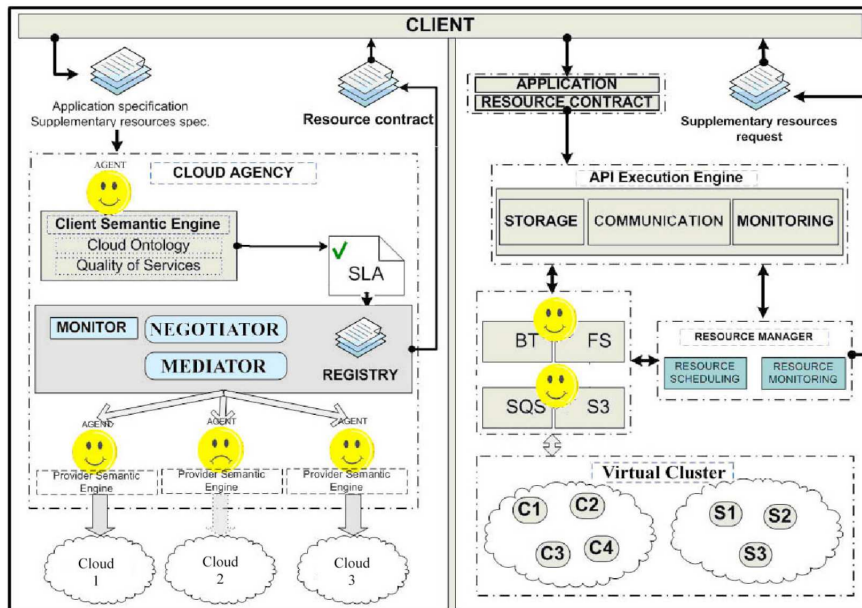 CLIENT
Application specification
Supplementary resources spec.
Resource contract
AGENT
CLOUD AGENCY
Client Semantic Engine
Cloud Ontology
Quality of Services
SLA
MONITOR
NEGOTIATOR
MEDIATOR
REGISTRY
AGENT
AGENT
AGENT
Provider Semantic
Engine
Provider Semantic
Engine
Provider Semantic
Engine
Cloud
1
Cloud
2
Cloud
3
APPLICATION
RESOURCE CONTRACT
Supplementary resources
request
API Execution Engine
STORAGE
COMMUNICATION
MONITORING
BT
FS
SQS
S3
RESOURCE MANAGER
RESOURCE
SCHEDULING
RESOURCE
MONITORING
Virtual Cluster
C1
C2
C3
C4
S1
S2
S3